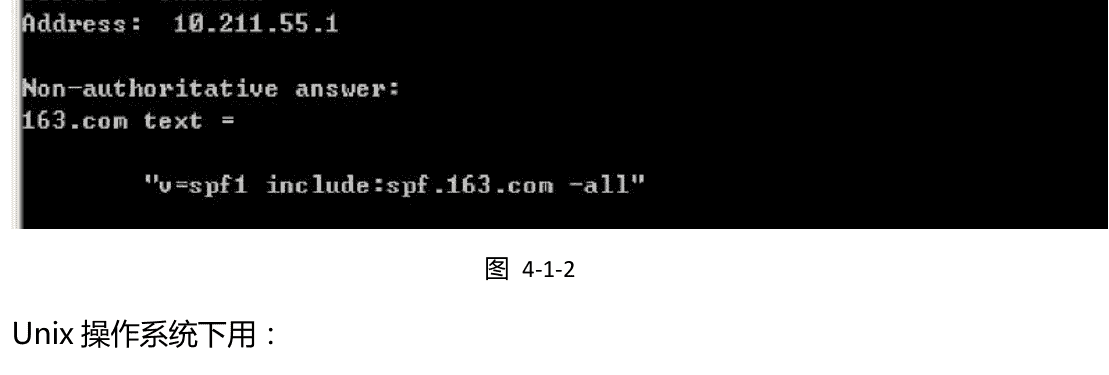 Address:  10.211.55.1
Non-authoritative answer:
163.com text =
"v=spf1 include:spf.163.com -all"
图 4-1-2
Unix 操作系统下用：